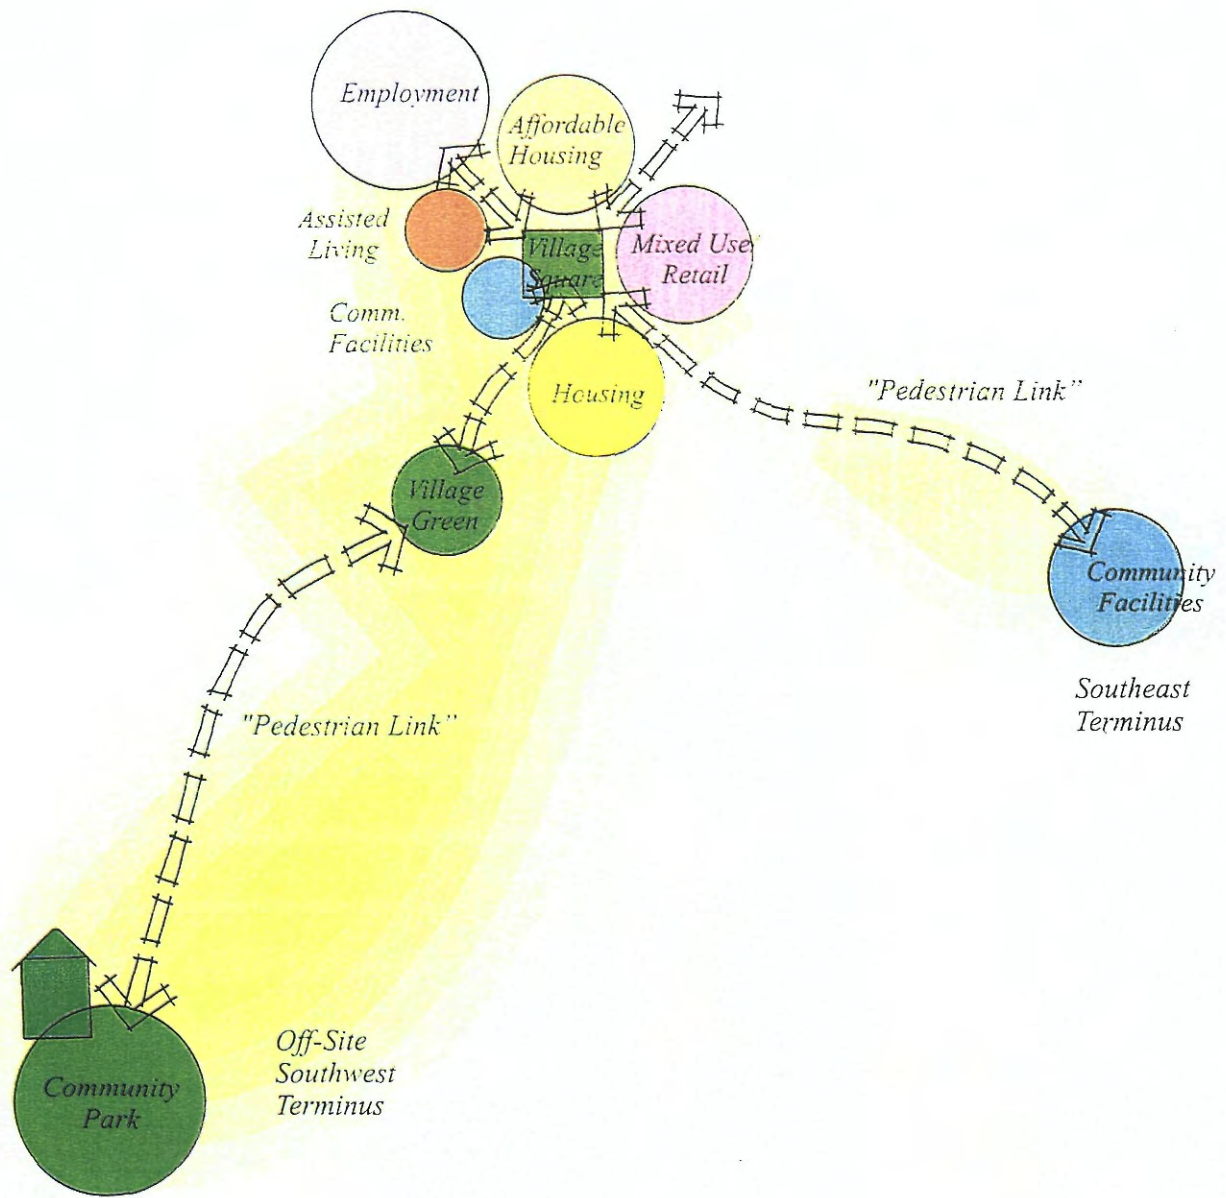 Employment
Affordable
Housing
Assisted
Living
Village
Square
Mixed Use/
Retail
Comm.
Facilities
Housing
"Pedestrian Link"
Village
Green
Community
Facilities
Southeast
Terminus
"Pedestrian Link"
Off-Site
Southwest
Terminus
Community
Park